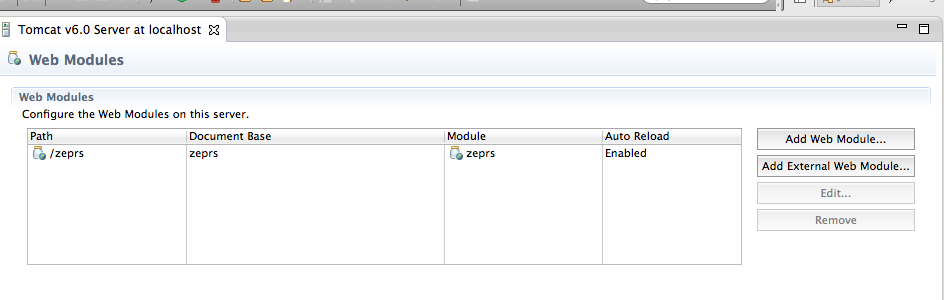 Tomcat v6.0 Server at localhost
Web Modules
Web Modules
Configure the Web Modules on this server.
Path Document Base Module Auto Reload
/zeprs zeprs zeprs Enabled
Add Web Module...
Add External Web Module...
Edit...
Remove